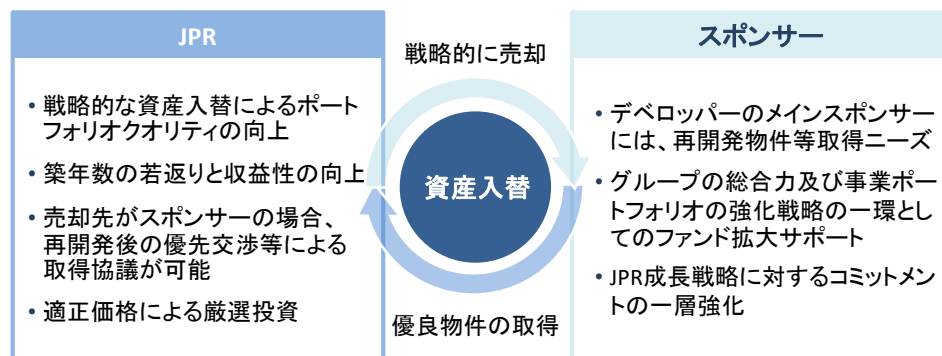 JPR
・戦略的な資産入替によるポート
フォリオクオリティの向上
・築年数の若返りと収益性の向上
・売却先がスポンサーの場合、
再開発後の優先交渉等による
取得協議が可能
・適正価格による厳選投資
戦略的に売却
資産入替
優良物件の取得
スポンサー
・デベロッパーのメインスポンサー
には、再開発物件等取得ニーズ
・グループの総合力及び事業ポー
トフォリオの強化戦略の一環とし
てのファンド拡大サポート
・JPR成長戦略に対するコミットメン
トの一層強化